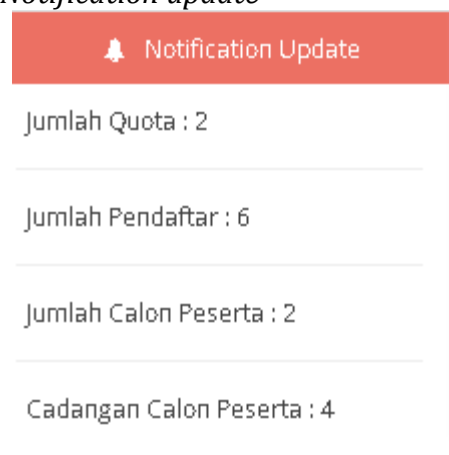 Notification update
Notification Update
Jumlah Quota : 2
Jumlah Pendaftar : 6
Jumlah Calon Peserta : 2
Cadangan Calon Peserta : 4